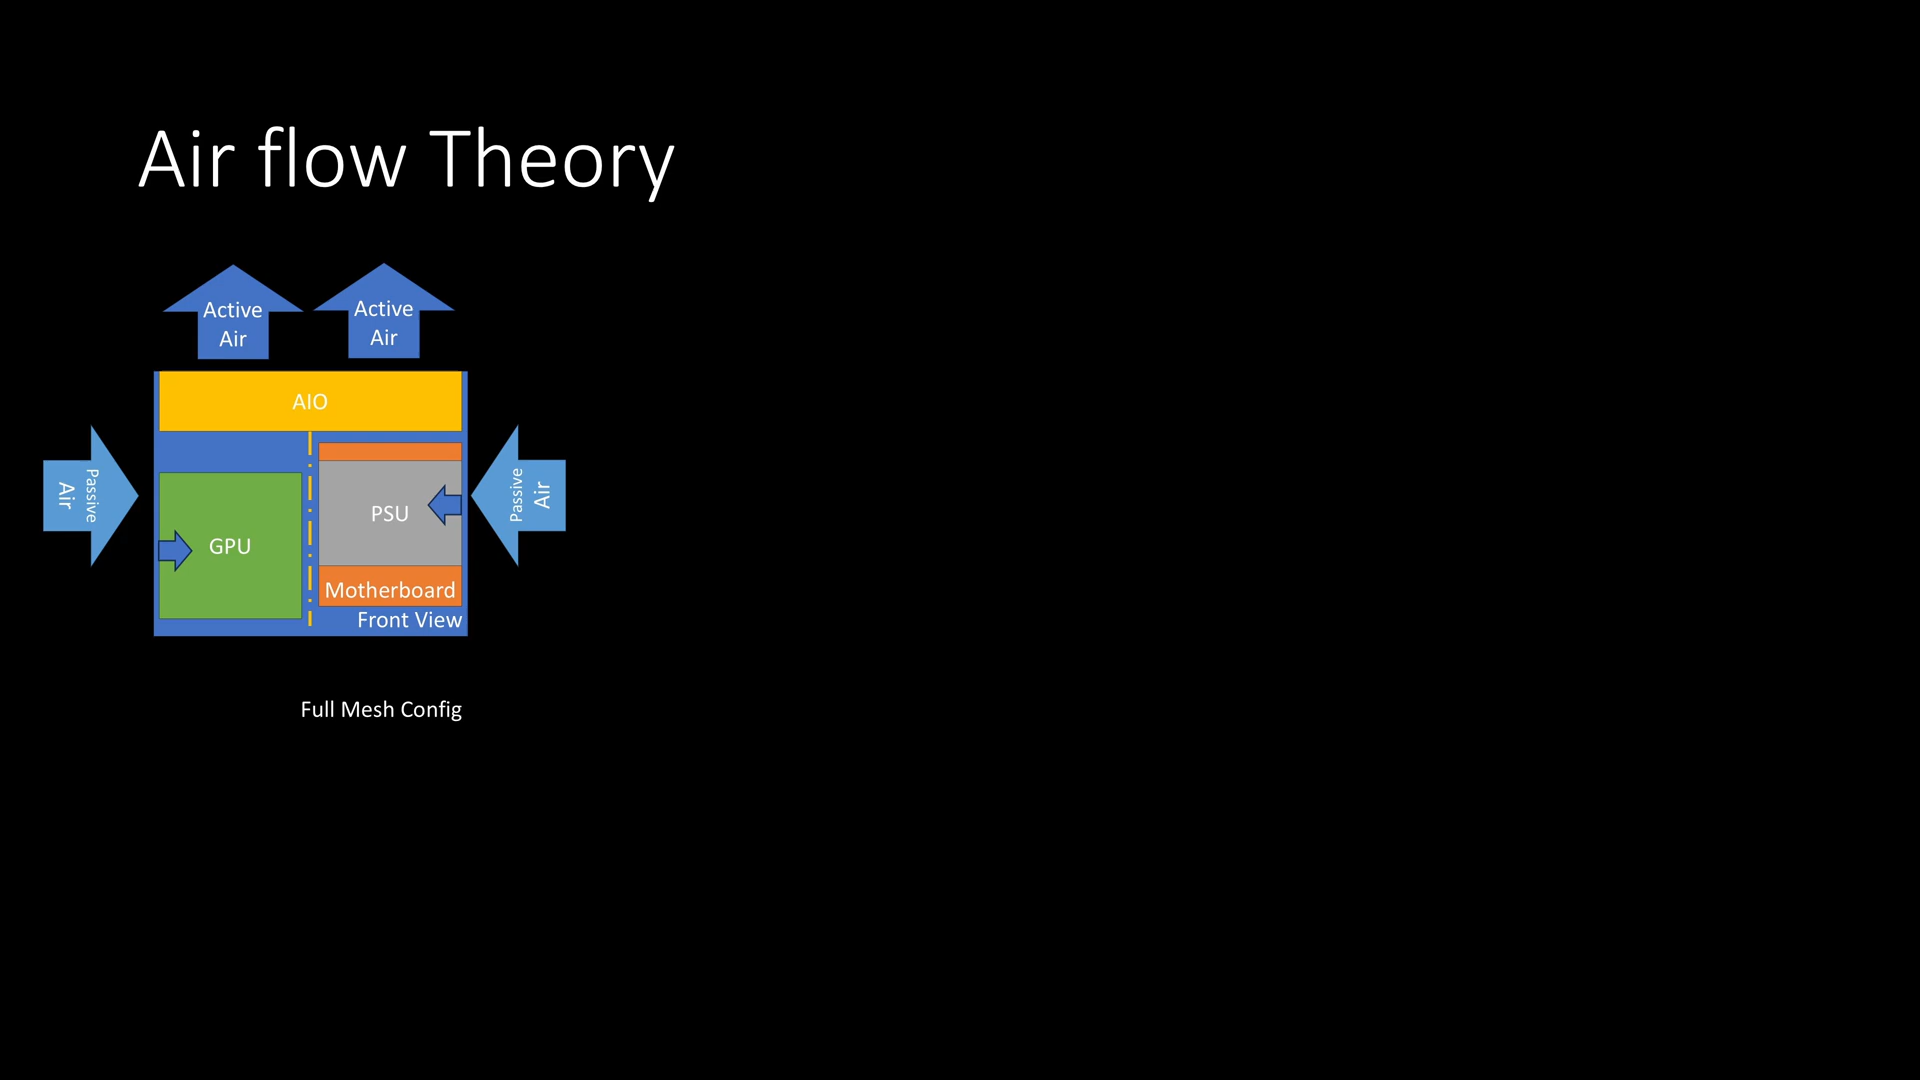 Air flow Theory
Active
Air
Active
Air
AIO
Passive
Air
GPU
PSU
Passive
Air
Motherboard
Front View
Full Mesh Config